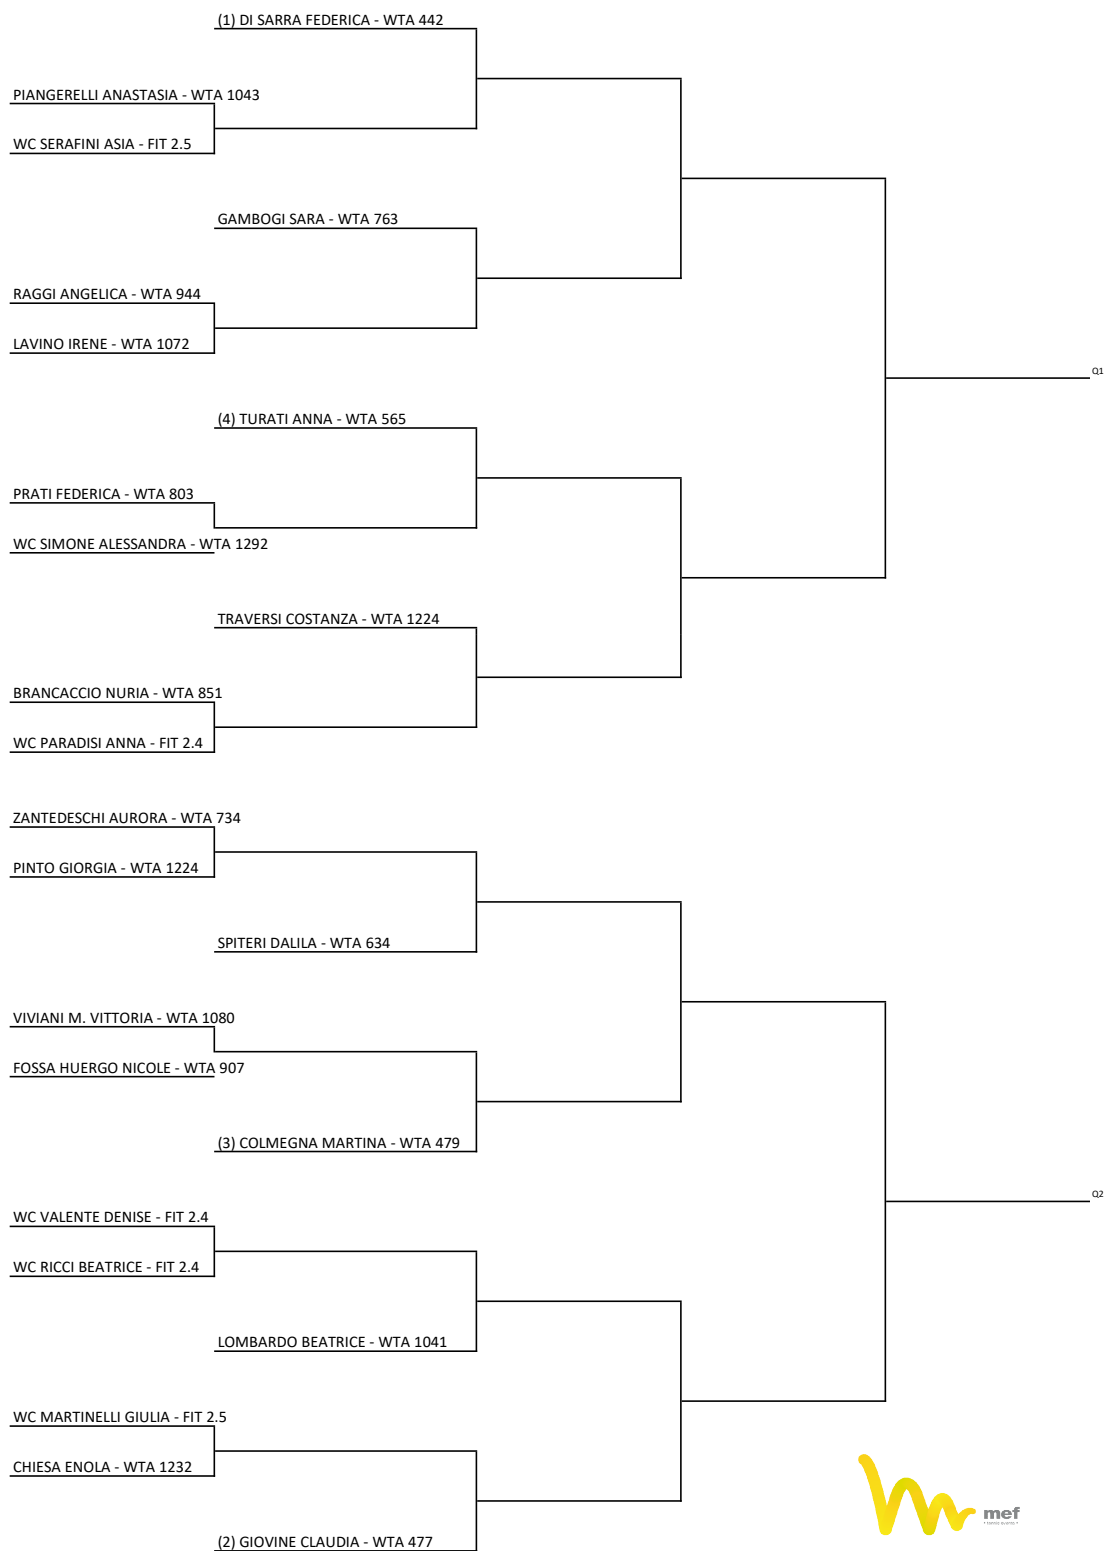 (1) DI SARRA FEDERICA - WTA 442
PIANGERELLI ANASTASIA - WTA 1043
WC SERAFINI ASIA - FIT 2.5
GAMBOGI SARA - WTA 763
RAGGI ANGELICA - WTA 944
LAVINO IRENE - WTA 1072
Q1
(4) TURATI ANNA - WTA 565
PRATI FEDERICA - WTA 803
WC SIMONE ALESSANDRA - WTA 1292
TRAVERSI COSTANZA - WTA 1224
BRANCACCIO NURIA - WTA 851
WC PARADISI ANNA - FIT 2.4
ZANTEDESCHI AURORA - WTA 734
PINTO GIORGIA - WTA 1224
SPITERI DALILA - WTA 634
VIVIANI M. VITTORIA - WTA 1080
FOSSA HUERGO NICOLE - WTA 907
(3) COLMEGNA MARTINA - WTA 479
Q2
WC VALENTE DENISE - FIT 2.4
WC RICCI BEATRICE - FIT 2.4
LOMBARDO BEATRICE - WTA 1041
WC MARTINELLI GIULIA - FIT 2.5
CHIESA ENOLA - WTA 1232
mef
(2) GIOVINE CLAUDIA - WTA 477